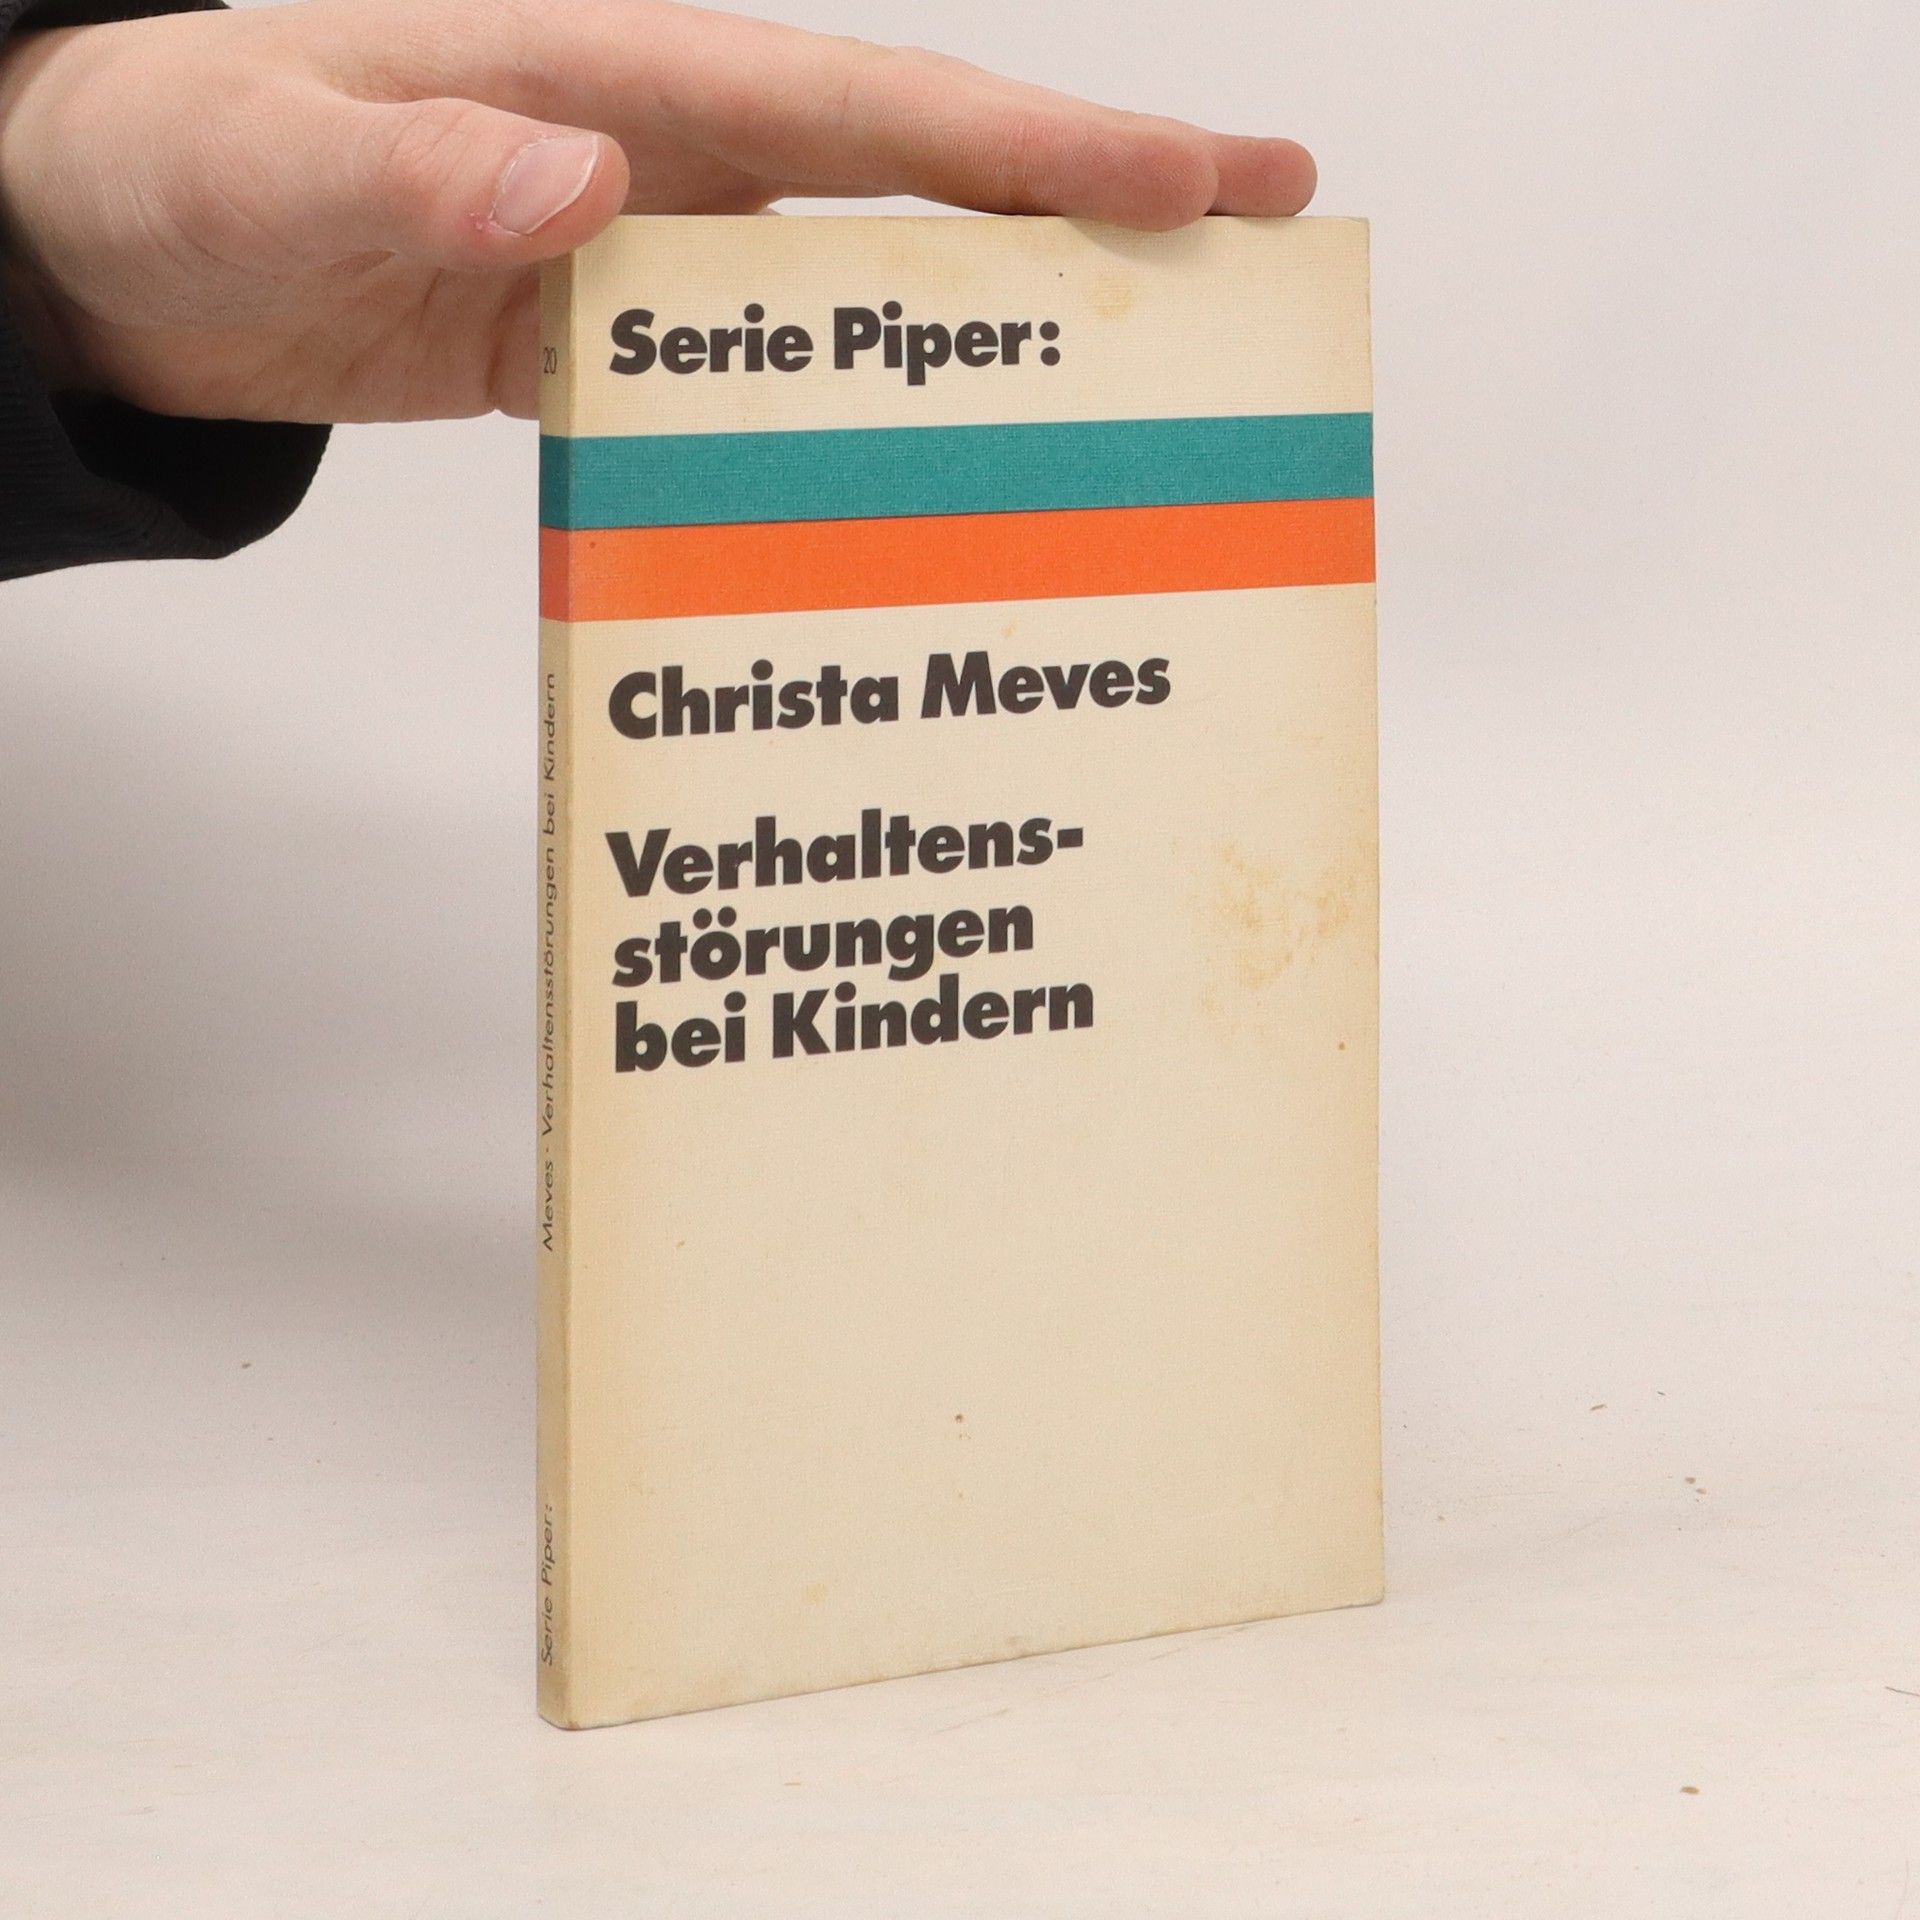 Serie Piper:
Christa Meves
Verhaltens-
störungen
bei Kindern
20
Meves · Verhaltensstörungen bei Kindern
Serie Piper: